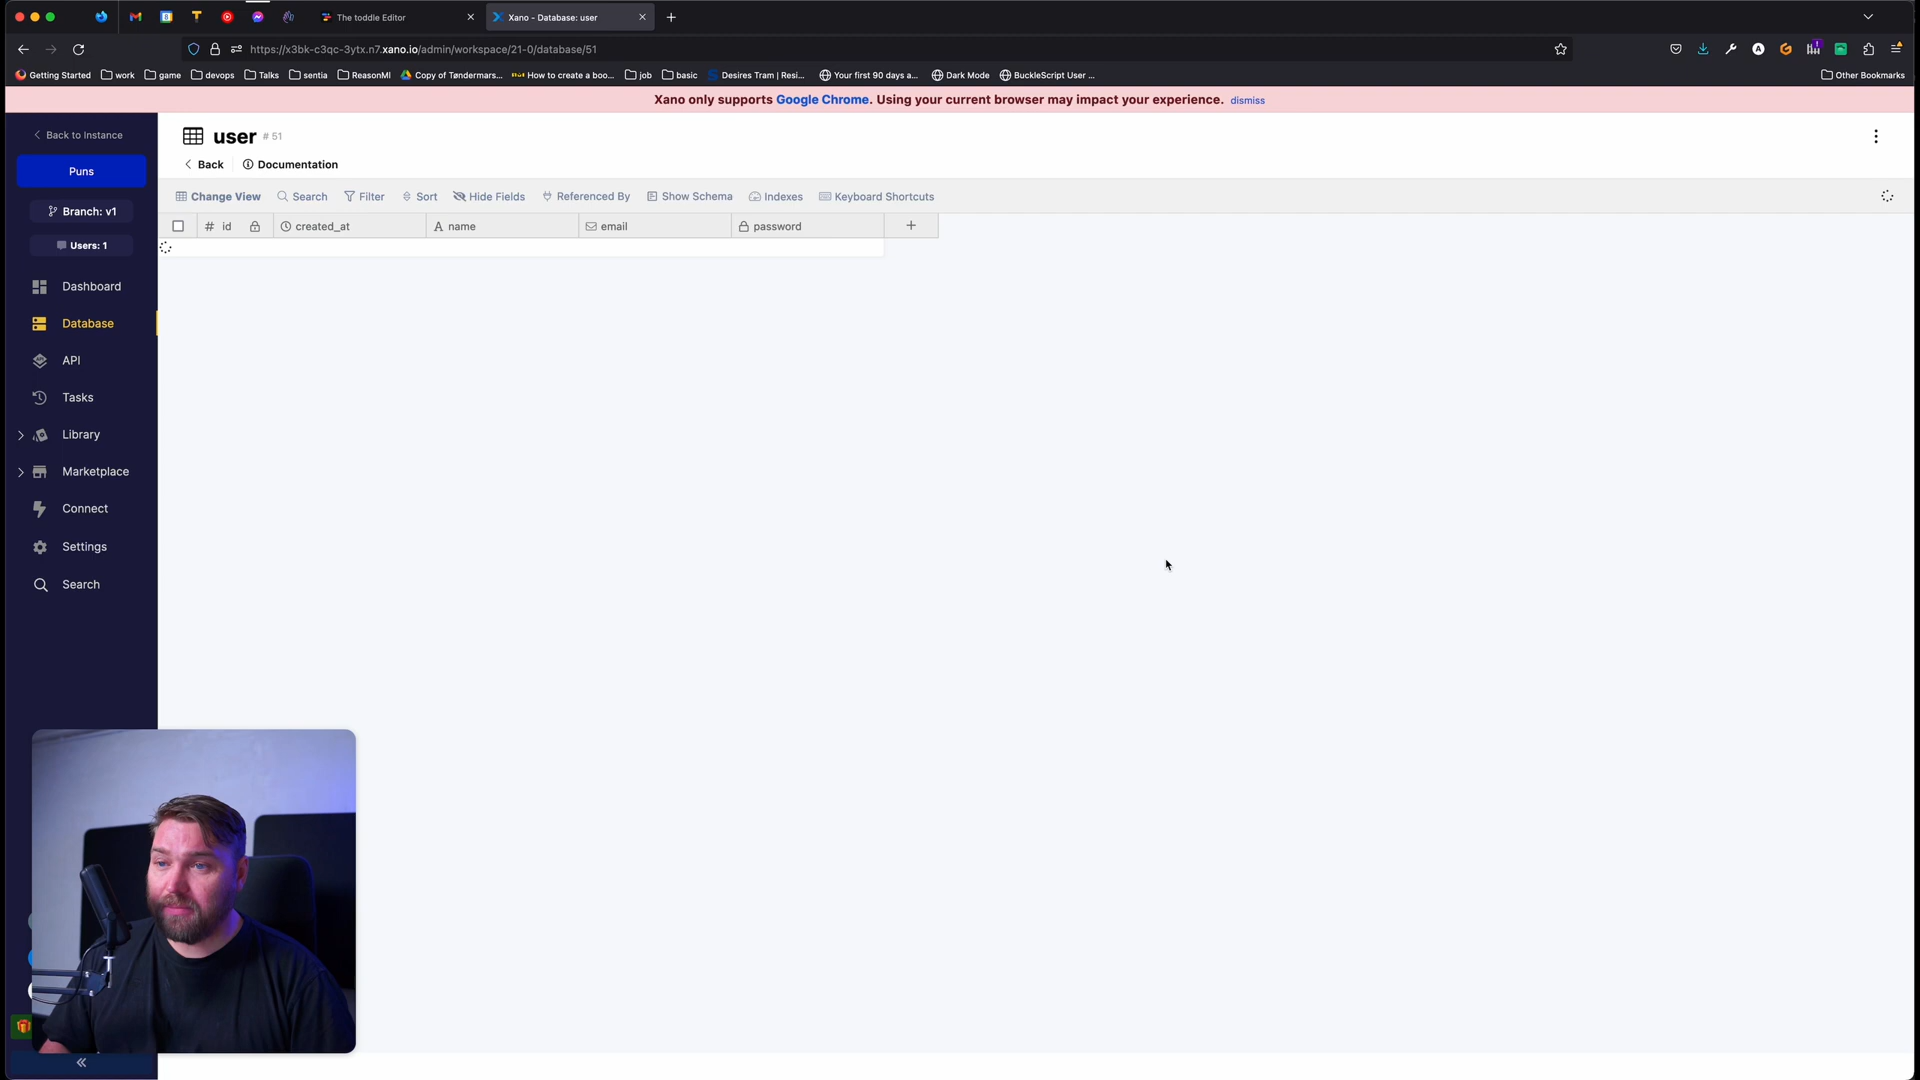 The toddle Editor
Xano - Database: user
https://x3bk-c3qc-3ytx.n7.xano.io/admin/workspace/21-0/database/51
Getting Started
work
game
devops
Talks
sentia
ReasonMl
Copy of Tøndermars...
How to create a boo...
job
basic
Desires Tram | Resi...
Your first 90 days a...
Dark Mode
BuckleScript User ...
Other Bookmarks
Xano only supports Google Chrome. Using your current browser may impact your experience. dismiss
Back to Instance
Puns
Branch: v1
Users: 1
Dashboard
Database
API
Tasks
Library
Marketplace
Connect
Settings
Search
user # 51
Back
Documentation
Change View
Search
Filter
Sort
Hide Fields
Referenced By
Show Schema
Indexes
Keyboard Shortcuts
# id
created_at
A name
email
password
+